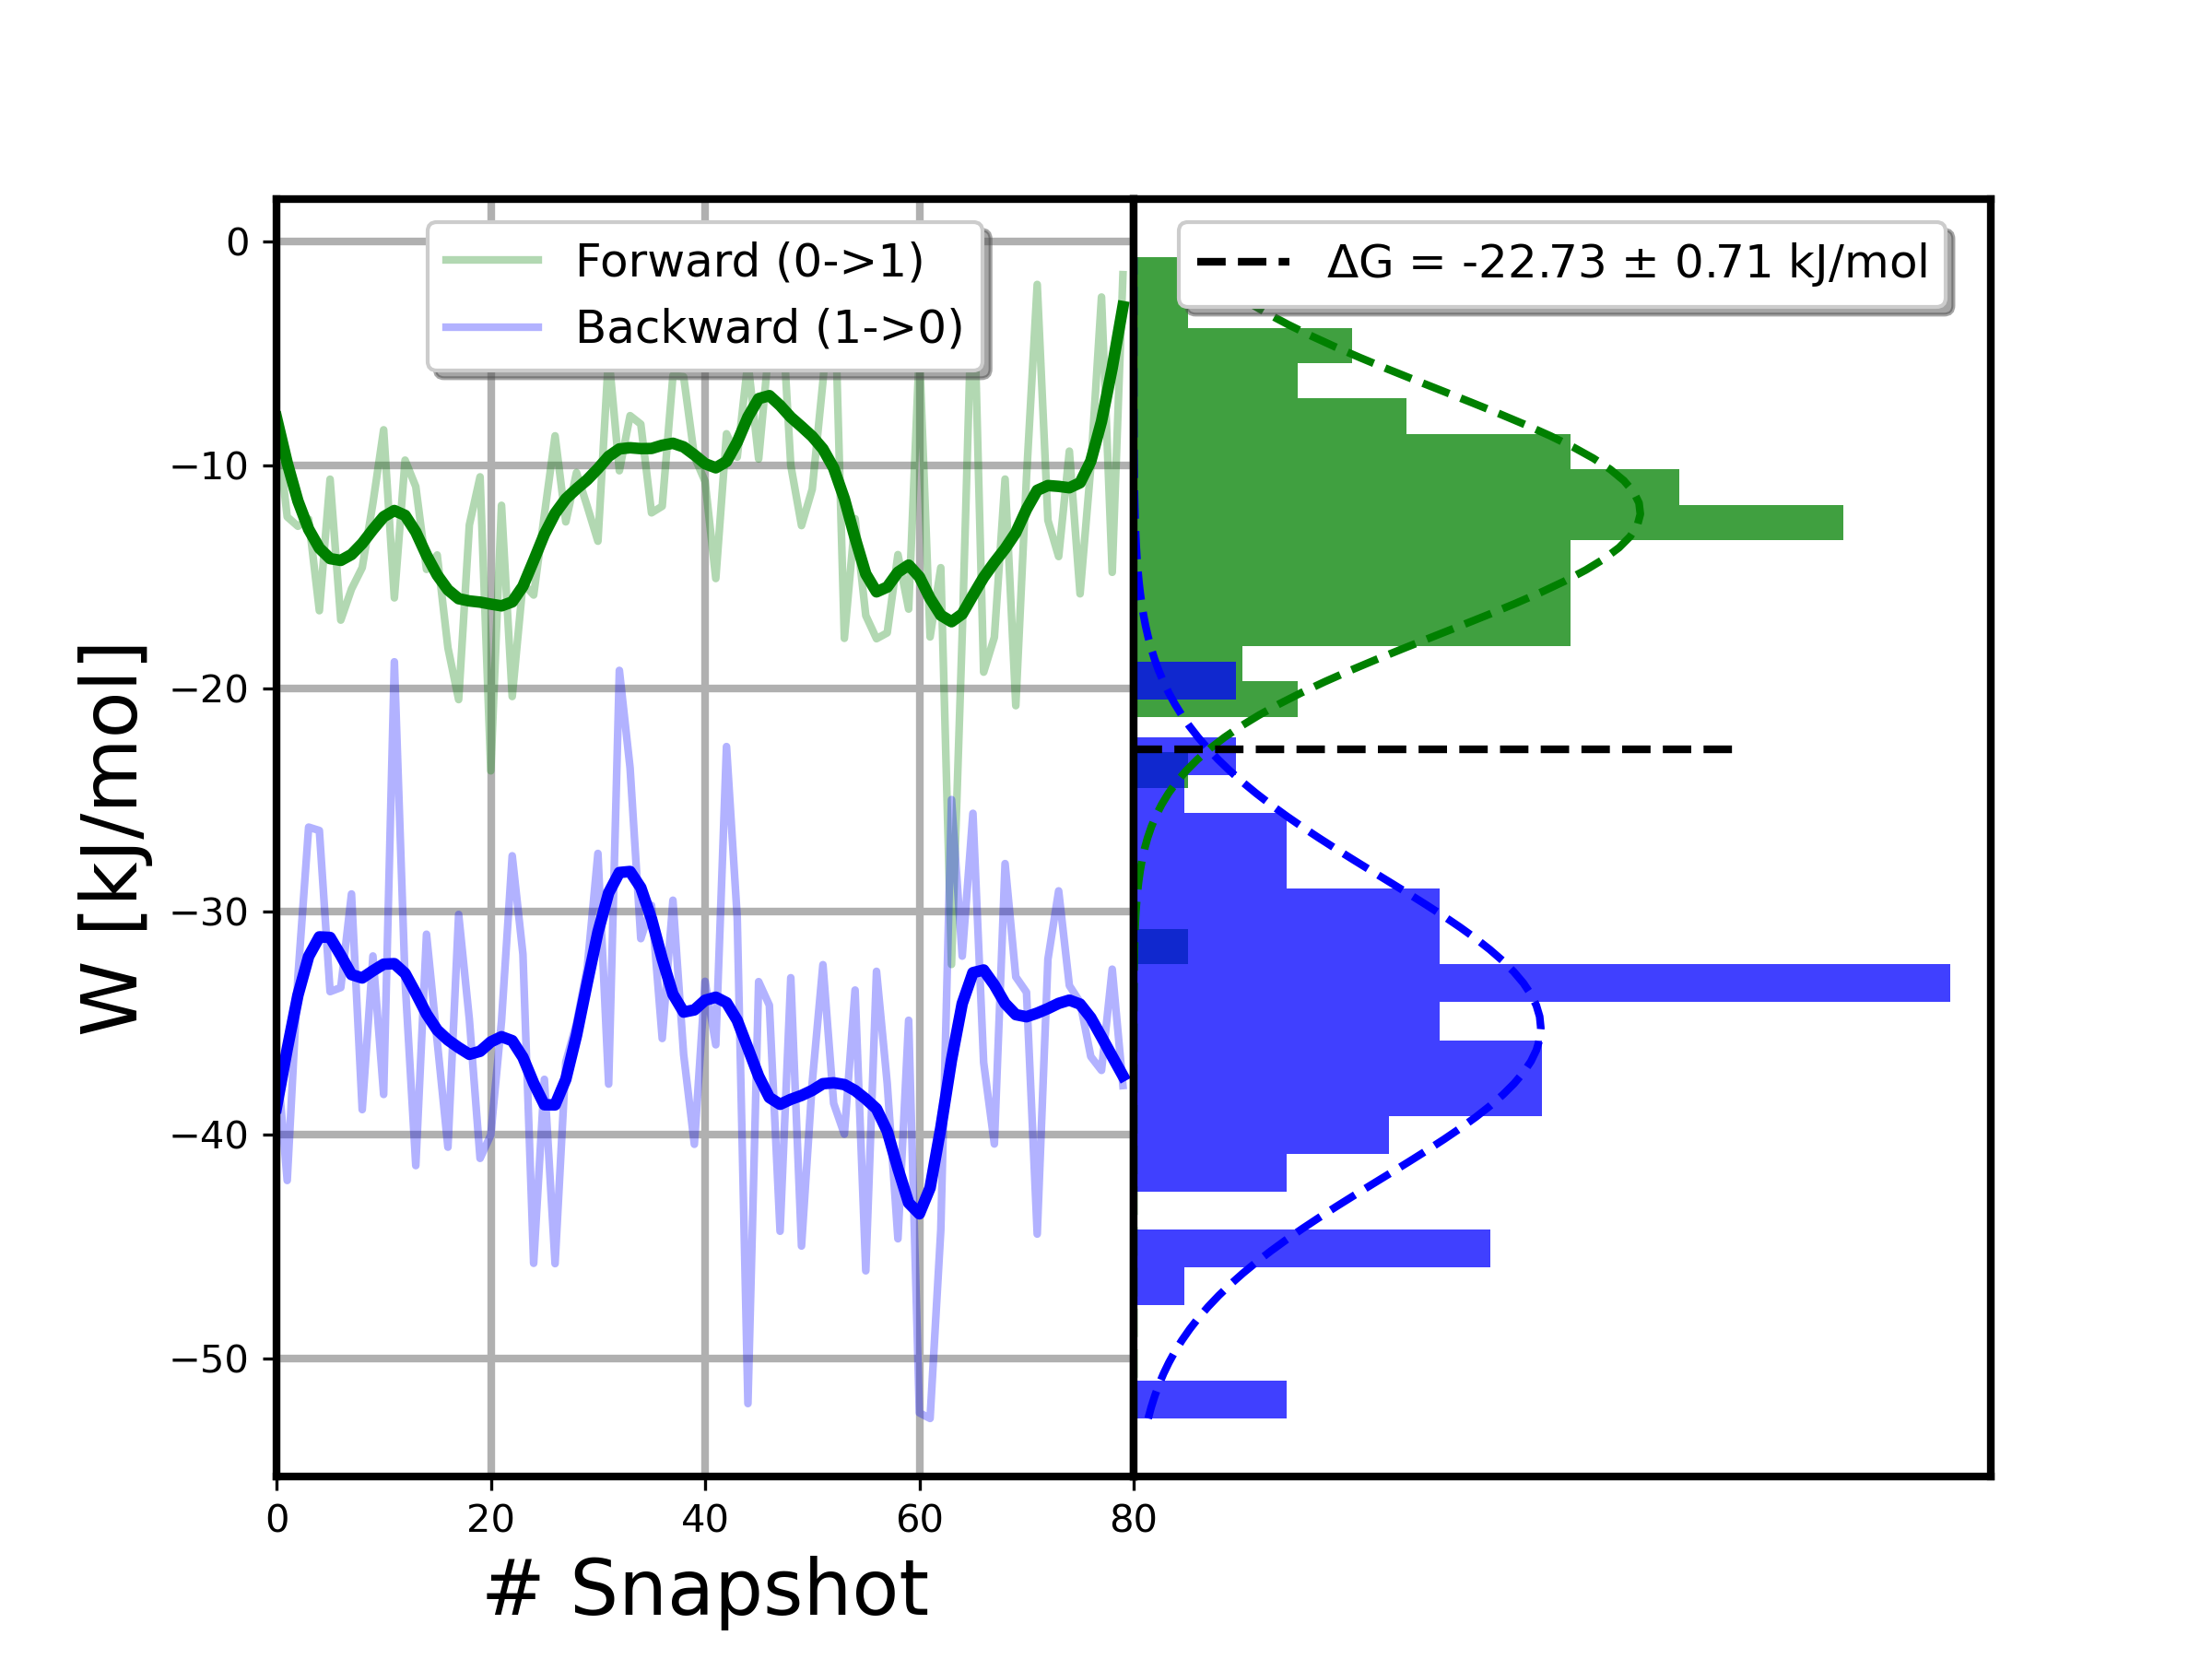 Forward (0->1)
Backward (1->0)
ΔG = -22.73 ± 0.71 kJ/mol
0
−10
−20
−30
−40
−50
W [kJ/mol]
0 20 40 60 80
# Snapshot